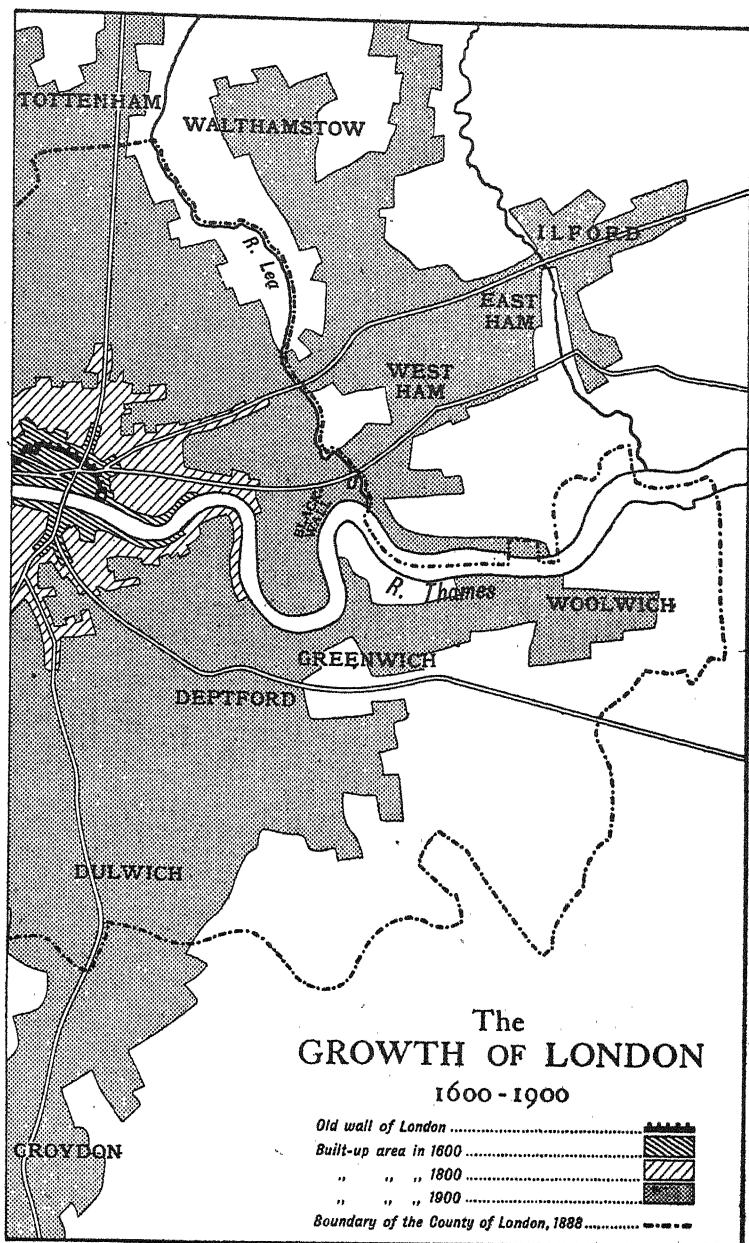 TOTTENHAM
WALTHAMSTOW
R. Lea
ILFORD
EAST
HAM
WEST
HAM
R. Thames
WOOLWICH
GREENWICH
DEPTFORD
DULWICH
CROYDON
The
GROWTH OF LONDON
1600-1900
Old wall of London
Built-up area in 1600
„ „ „ 1800
„ „ „ 1900
Boundary of the County of London, 1888